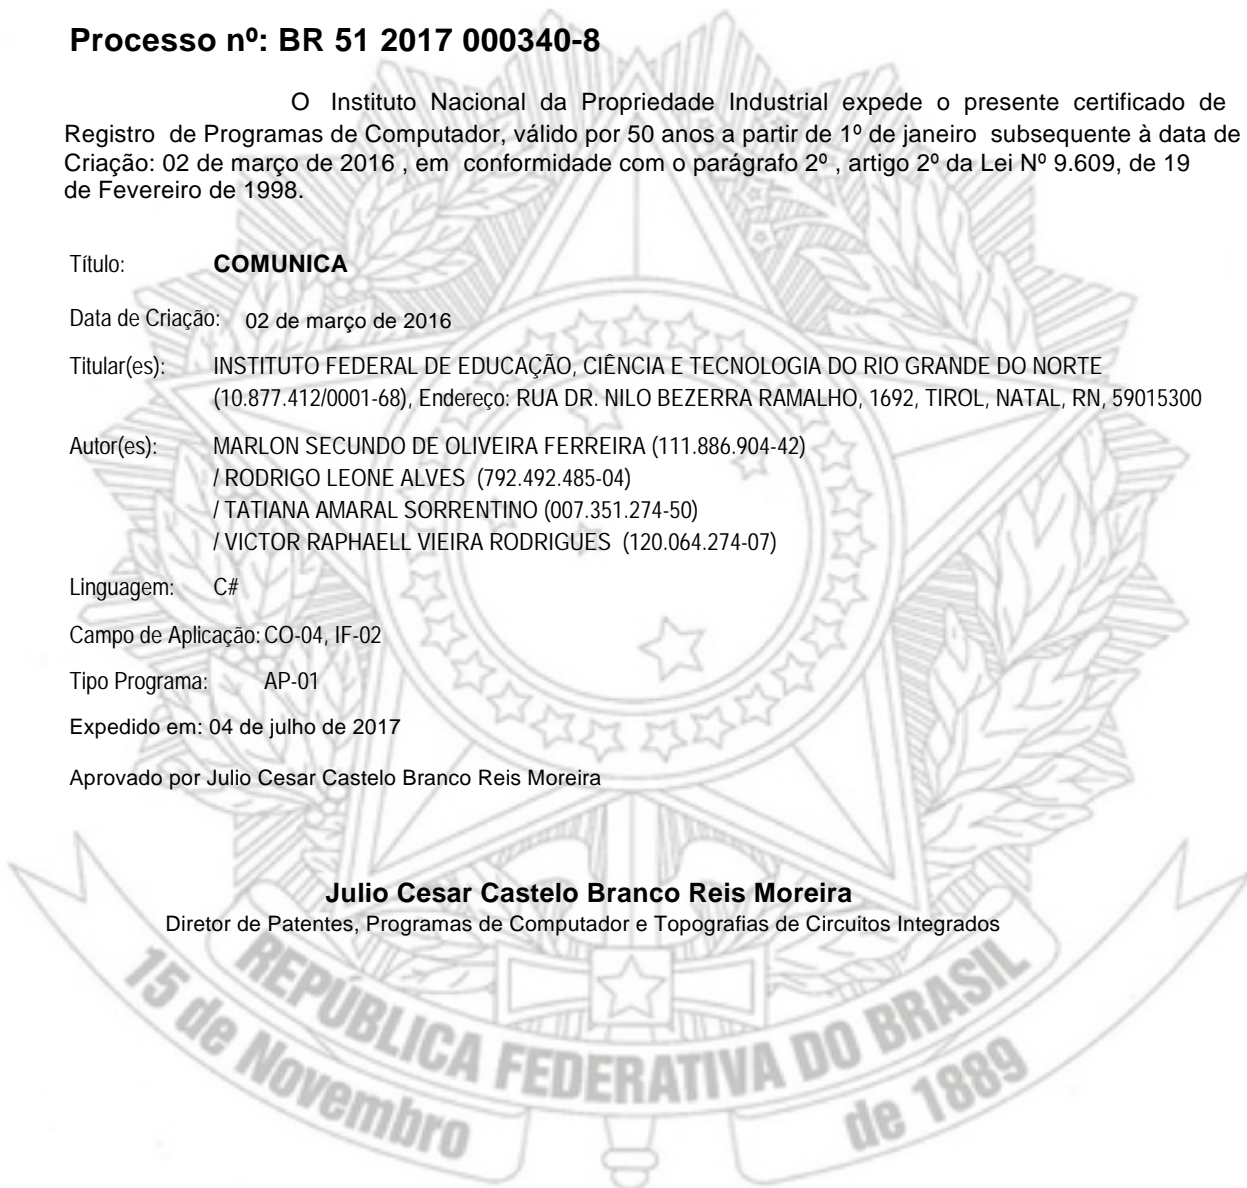 Processo nº: BR 51 2017 000340-8
O Instituto Nacional da Propriedade Industrial expede o presente certificado de
Registro de Programas de Computador, válido por 50 anos a partir de 1º de janeiro subsequente à data de
Criação: 02 de março de 2016 , em conformidade com o parágrafo 2º , artigo 2º da Lei Nº 9.609, de 19
de Fevereiro de 1998.
Título: COMUNICA
Data de Criação: 02 de março de 2016
Titular(es): INSTITUTO FEDERAL DE EDUCAÇÃO, CIÊNCIA E TECNOLOGIA DO RIO GRANDE DO NORTE
(10.877.412/0001-68), Endereço: RUA DR. NILO BEZERRA RAMALHO, 1692, TIROL, NATAL, RN, 59015300
Autor(es): MARLON SECUNDO DE OLIVEIRA FERREIRA (111.886.904-42)
/ RODRIGO LEONE ALVES (792.492.485-04)
/ TATIANA AMARAL SORRENTINO (007.351.274-50)
/ VICTOR RAPHAELL VIEIRA RODRIGUES (120.064.274-07)
Linguagem: C#
Campo de Aplicação: CO-04, IF-02
Tipo Programa: AP-01
Expedido em: 04 de julho de 2017
Aprovado por Julio Cesar Castelo Branco Reis Moreira
Julio Cesar Castelo Branco Reis Moreira
Diretor de Patentes, Programas de Computador e Topografias de Circuitos Integrados
REPÚBLICA FEDERATIVA DO BRASIL
15 de Novembro de 1889